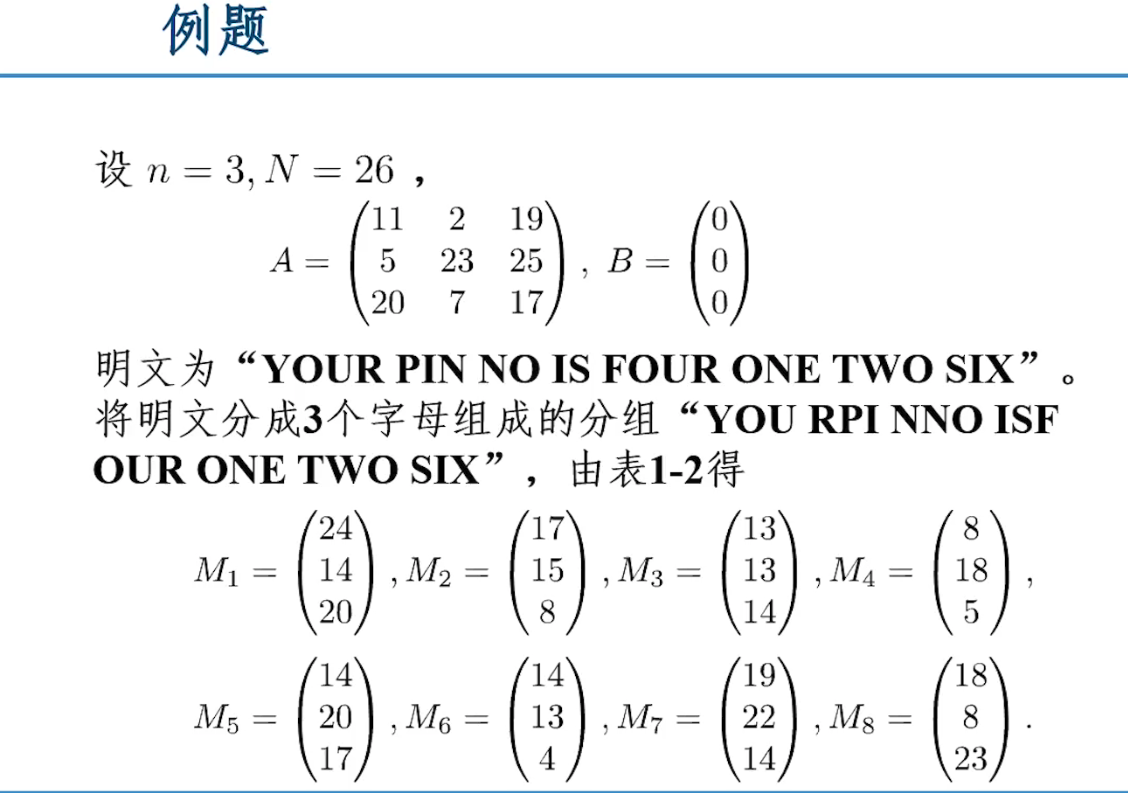 例题
设 n = 3, N = 26 ，
A = \begin{pmatrix} 11 & 2 & 19 \\ 5 & 23 & 25 \\ 20 & 7 & 17 \end{pmatrix}, B = \begin{pmatrix} 0 \\ 0 \\ 0 \end{pmatrix}
明文为“YOUR PIN NO IS FOUR ONE TWO SIX”。
将明文分成3个字母组成的分组“YOU RPI NNO ISF
OUR ONE TWO SIX”，由表1-2得
M_1 = \begin{pmatrix} 24 \\ 14 \\ 20 \end{pmatrix}, M_2 = \begin{pmatrix} 17 \\ 15 \\ 8 \end{pmatrix}, M_3 = \begin{pmatrix} 13 \\ 13 \\ 14 \end{pmatrix}, M_4 = \begin{pmatrix} 8 \\ 18 \\ 5 \end{pmatrix},
M_5 = \begin{pmatrix} 14 \\ 20 \\ 17 \end{pmatrix}, M_6 = \begin{pmatrix} 14 \\ 13 \\ 4 \end{pmatrix}, M_7 = \begin{pmatrix} 19 \\ 22 \\ 14 \end{pmatrix}, M_8 = \begin{pmatrix} 18 \\ 8 \\ 23 \end{pmatrix}.